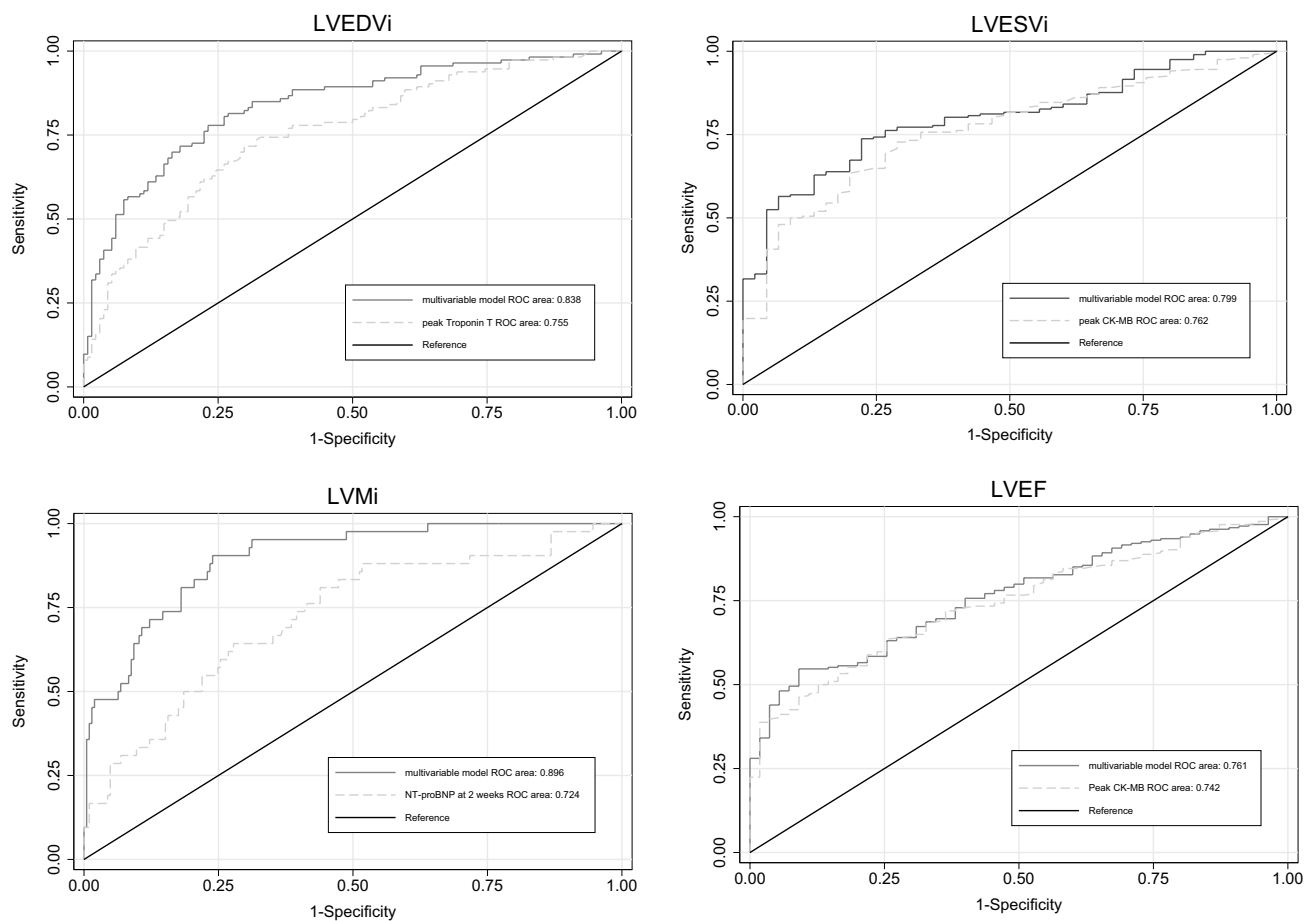 LVEDVi
1.00
0.75
0.50
0.25
0.00
Sensitivity
multivariable model ROC area: 0.838
peak Troponin T ROC area: 0.755
Reference
0.00 0.25 0.50 0.75 1.00
1-Specificity
LVESVi
1.00
0.75
0.50
0.25
0.00
Sensitivity
multivariable model ROC area: 0.799
peak CK-MB ROC area: 0.762
Reference
0.00 0.25 0.50 0.75 1.00
1-Specificity
LVMi
1.00
0.75
0.50
0.25
0.00
Sensitivity
multivariable model ROC area: 0.896
NT-proBNP at 2 weeks ROC area: 0.724
Reference
0.00 0.25 0.50 0.75 1.00
1-Specificity
LVEF
1.00
0.75
0.50
0.25
0.00
Sensitivity
multivariable model ROC area: 0.761
Peak CK-MB ROC area: 0.742
Reference
0.00 0.25 0.50 0.75 1.00
1-Specificity